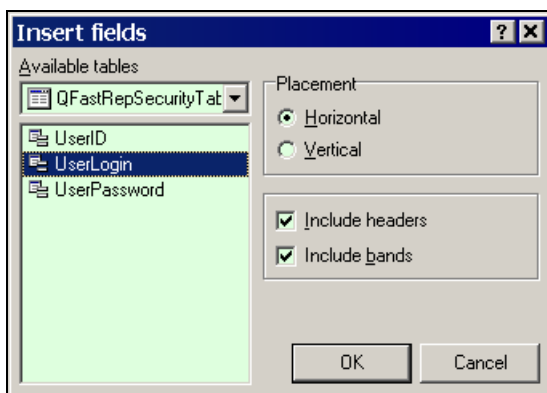 Insert fields
Available tables
QFastRepSecurityTab
UserID
UserLogin
UserPassword
Placement
Horizontal
Vertical
Include headers
Include bands
OK
Cancel